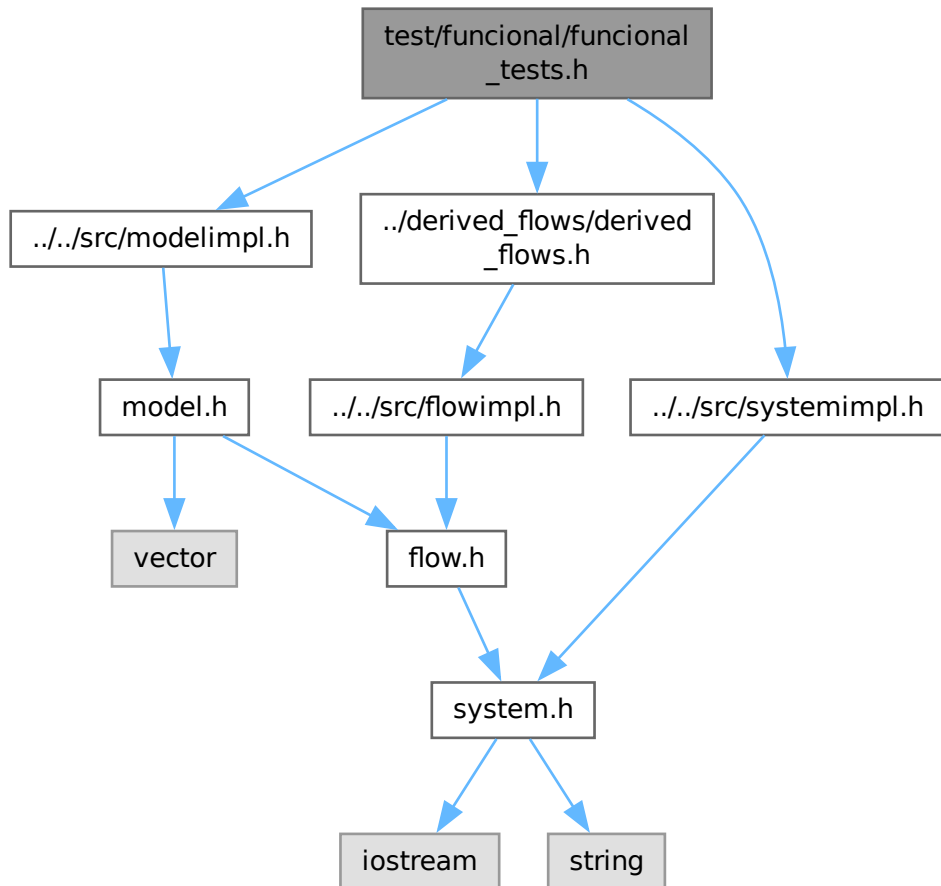 test/funcional/funcional
_tests.h
../../src/modelimpl.h
../derived_flows/derived
_flows.h
model.h
../../src/flowimpl.h
../../src/systemimpl.h
vector
flow.h
system.h
iostream
string